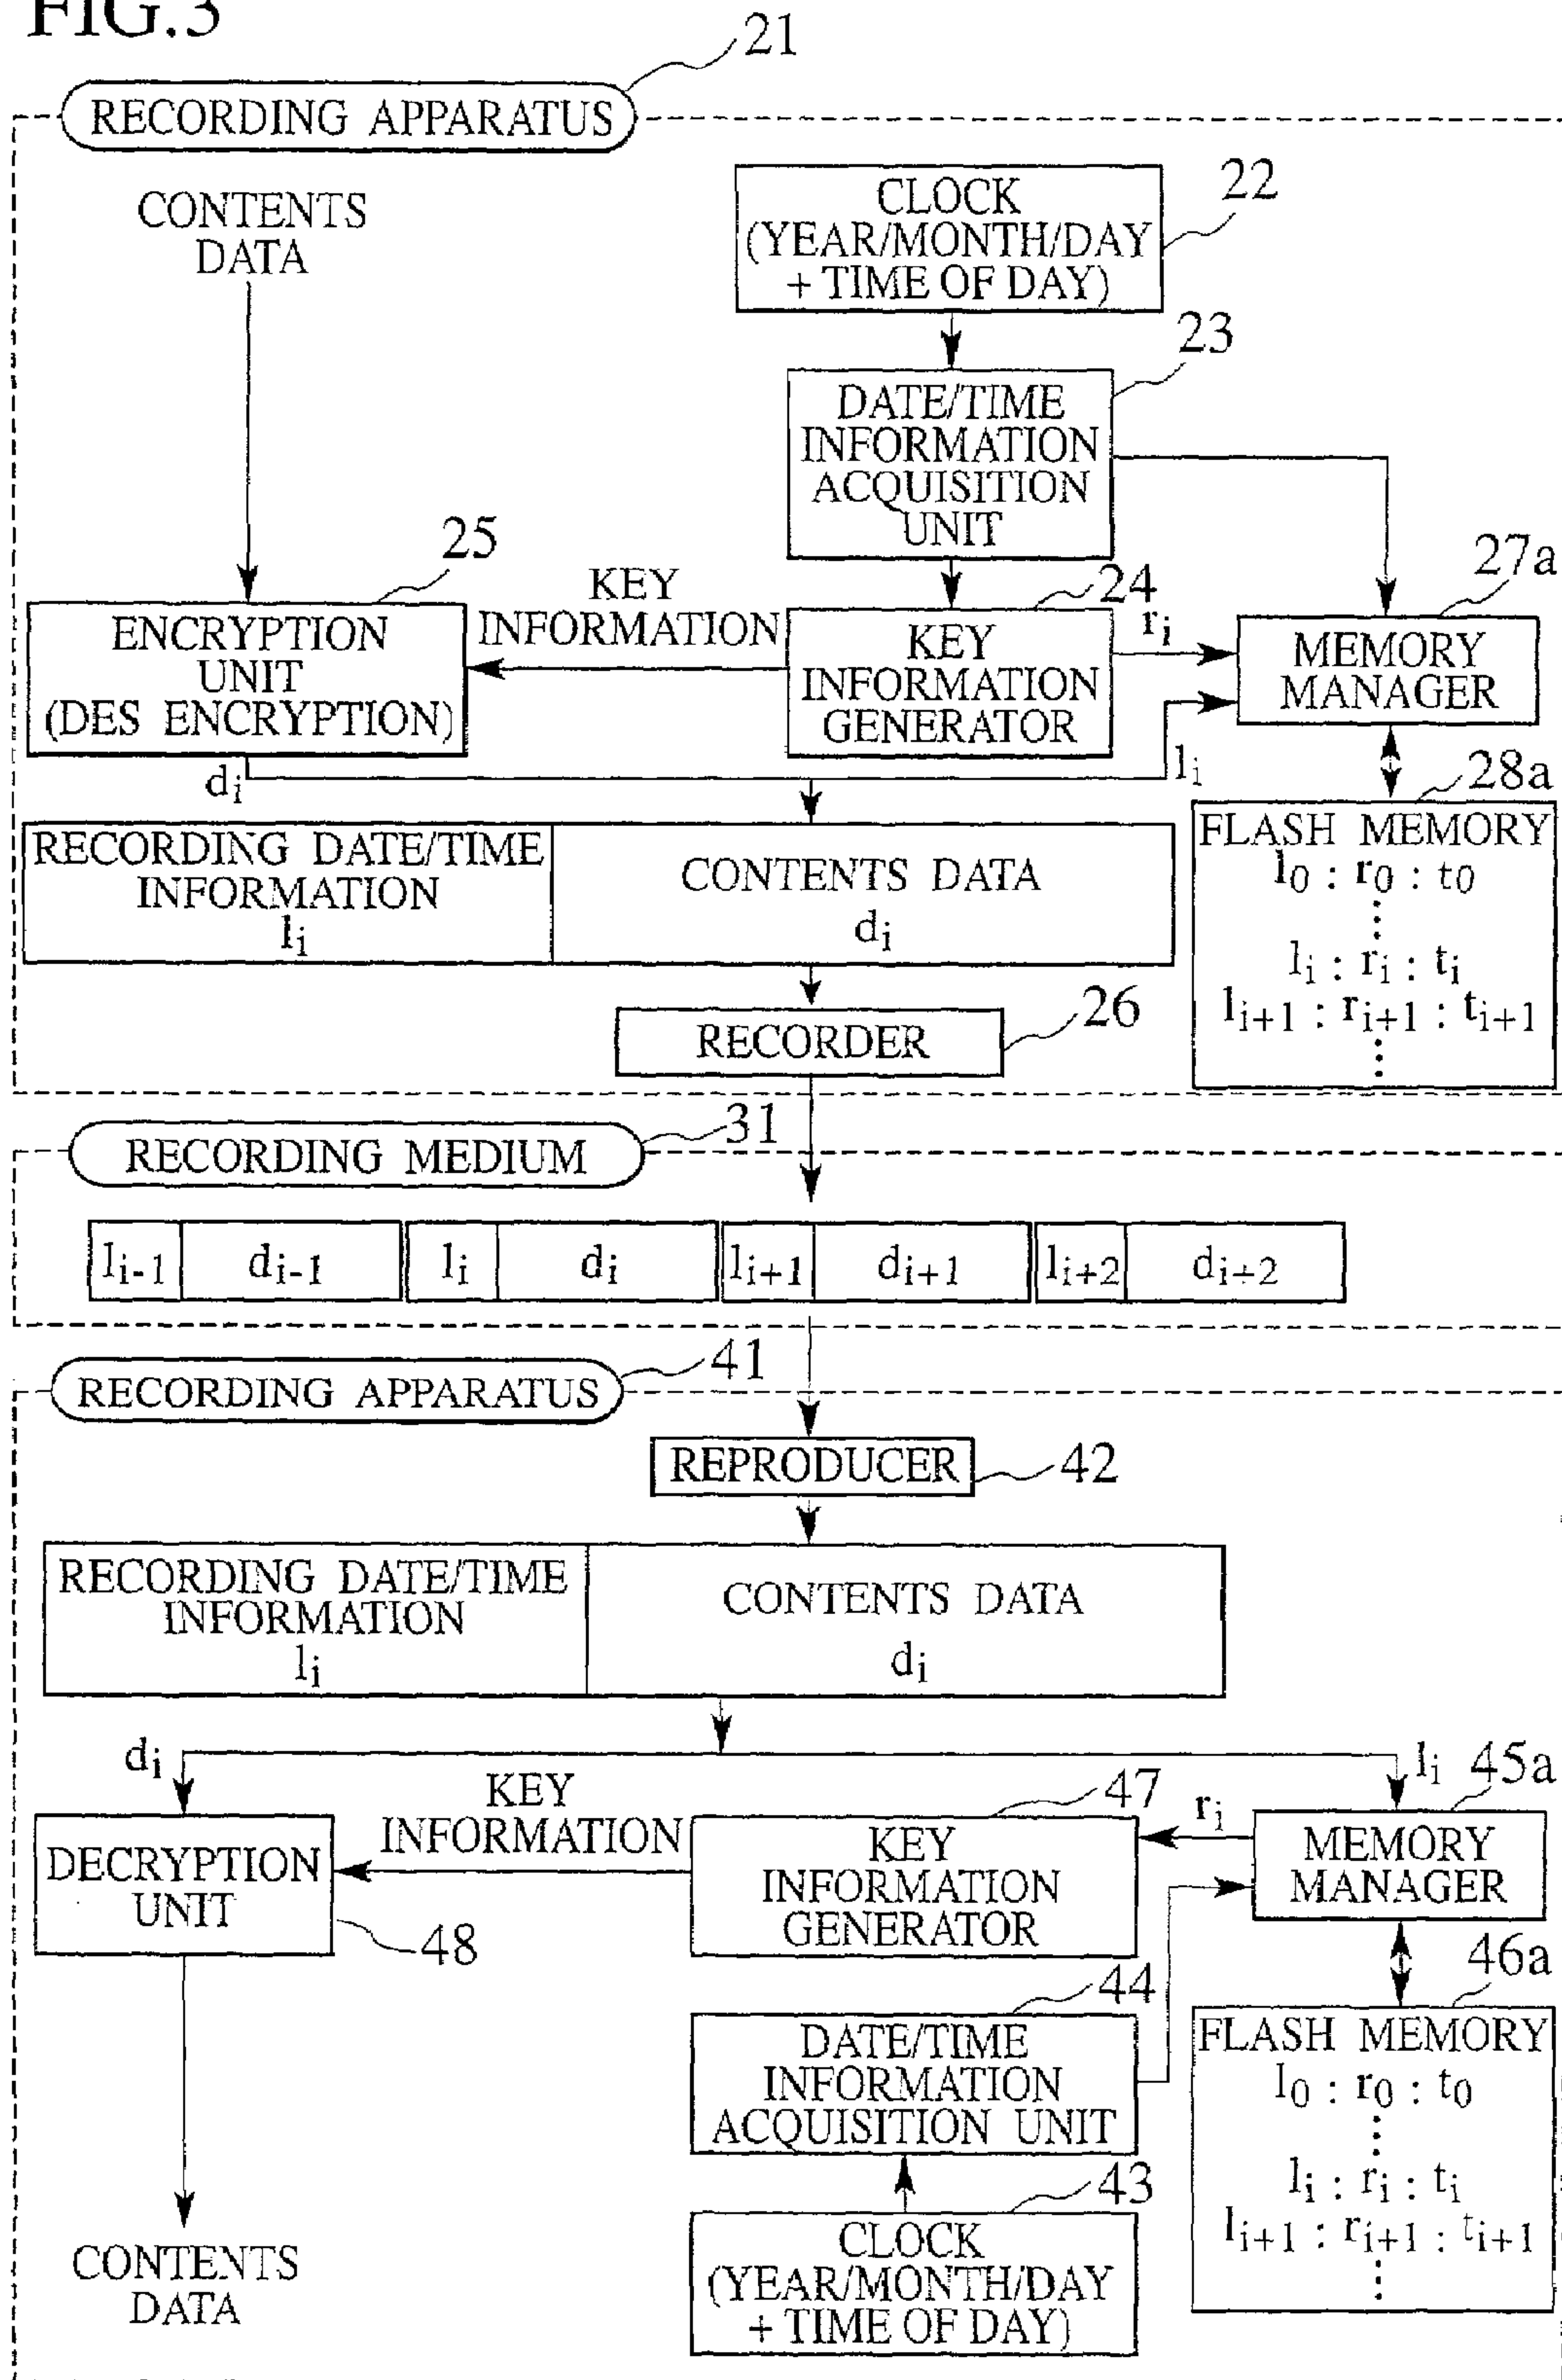 FIG.3
21
RECORDING APPARATUS
CONTENTS
DATA
22
CLOCK
(YEAR/MONTH/DAY
+ TIME OF DAY)
23
DATE/TIME
INFORMATION
ACQUISITION
UNIT
25
ENCRYPTION
UNIT
(DES ENCRYPTION)
KEY
INFORMATION
24
KEY
INFORMATION
GENERATOR
ri
27a
MEMORY
MANAGER
di
li
28a
FLASH MEMORY
l0 : r0 : t0
⋮
li : ri : ti
li+1 : ri+1 : ti+1
⋮
RECORDING DATE/TIME
INFORMATION
li
CONTENTS DATA
di
RECORDER
26
31
RECORDING MEDIUM
li-1 di-1 li di li+1 di+1 li+2 di+2
41
RECORDING APPARATUS
REPRODUCER
42
RECORDING DATE/TIME
INFORMATION
li
CONTENTS DATA
di
di
li
45a
DECRYPTION
UNIT
48
KEY
INFORMATION
47
KEY
INFORMATION
GENERATOR
ri
MEMORY
MANAGER
46a
FLASH MEMORY
l0 : r0 : t0
⋮
li : ri : ti
li+1 : ri+1 : ti+1
⋮
44
DATE/TIME
INFORMATION
ACQUISITION UNIT
43
CLOCK
(YEAR/MONTH/DAY
+ TIME OF DAY)
CONTENTS
DATA